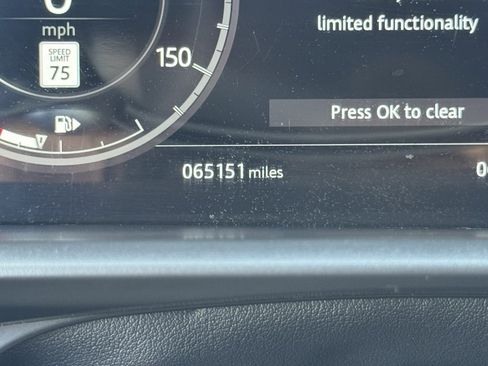 limited functionality
mph
SPEED
LIMIT
75
150
Press OK to clear
065151 miles